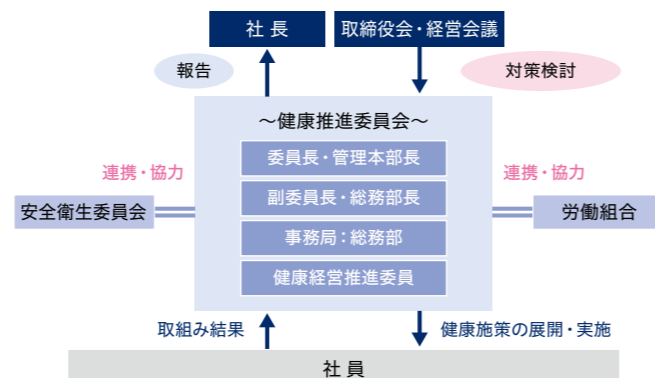 社長
取締役会・経営会議
報告
対策検討
〜健康推進委員会〜
委員長・管理本部長
副委員長・総務部長
事務局：総務部
健康経営推進委員
連携・協力
安全衛生委員会
連携・協力
労働組合
取組み結果
健康施策の展開・実施
社員